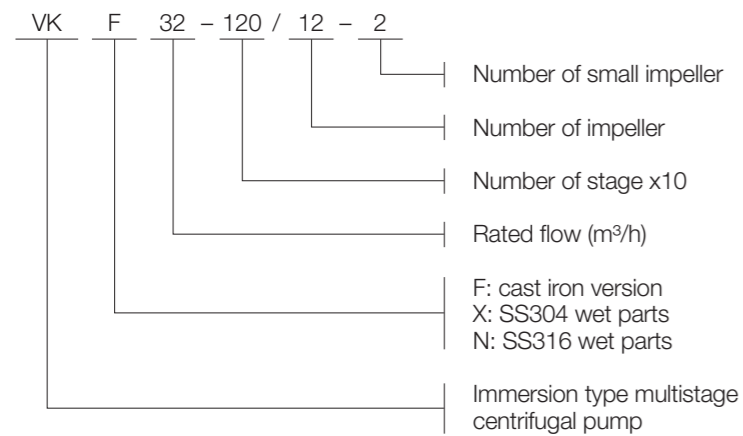 VK F 32 – 120 / 12 – 2
Number of small impeller
Number of impeller
Number of stage x10
Rated flow (m³/h)
F: cast iron version
X: SS304 wet parts
N: SS316 wet parts
Immersion type multistage
centrifugal pump